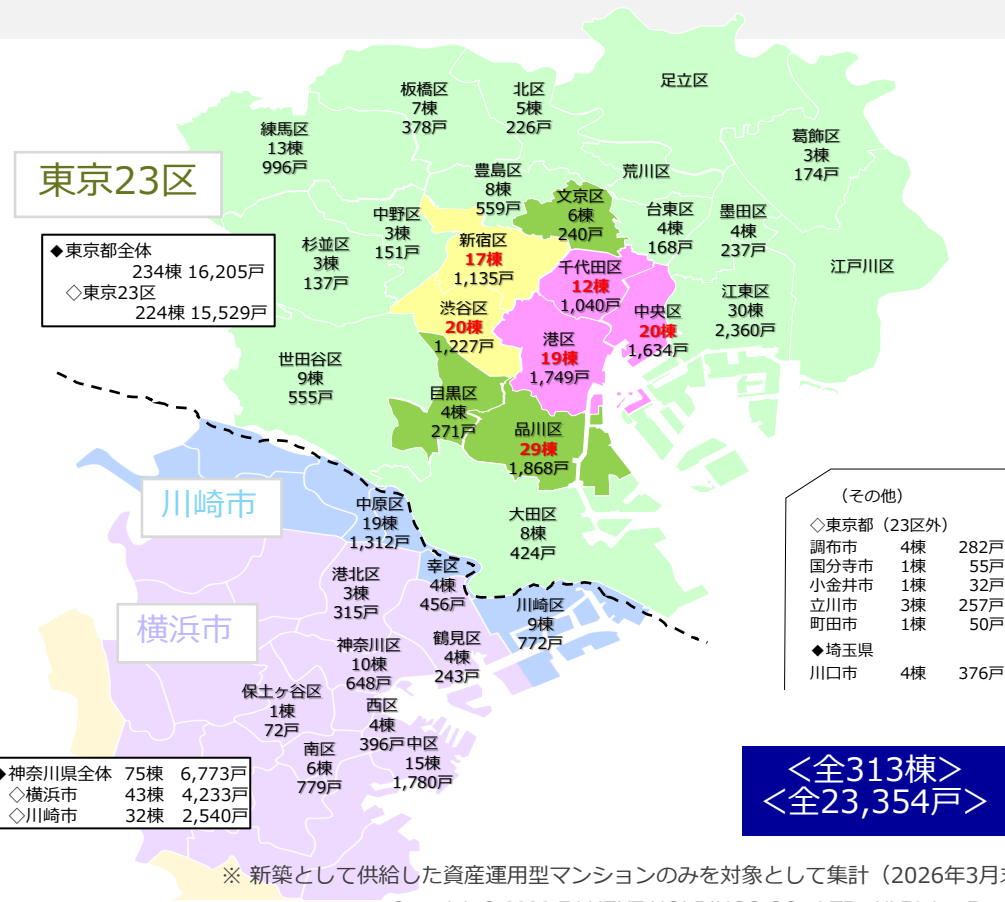 東京23区
◆東京都全体
234棟 16,205戸
◇東京23区
224棟 15,529戸
足立区
板橋区
7棟
378戸
北区
5棟
226戸
練馬区
13棟
996戸
葛飾区
3棟
174戸
豊島区
8棟
559戸
荒川区
文京区
6棟
240戸
中野区
3棟
151戸
台東区
4棟
168戸
墨田区
4棟
237戸
杉並区
3棟
137戸
新宿区
17棟
1,135戸
千代田区
12棟
1,040戸
江戸川区
江東区
30棟
2,360戸
渋谷区
20棟
1,227戸
中央区
20棟
1,634戸
港区
19棟
1,749戸
世田谷区
9棟
555戸
目黒区
4棟
271戸
品川区
29棟
1,868戸
大田区
8棟
424戸
川崎市
中原区
19棟
1,312戸
幸区
4棟
456戸
川崎区
9棟
772戸
横浜市
港北区
3棟
315戸
鶴見区
4棟
243戸
神奈川区
10棟
648戸
保土ヶ谷区
1棟
72戸
西区
4棟
396戸
中区
15棟
1,780戸
南区
6棟
779戸
◆神奈川県全体 75棟 6,773戸
◇横浜市 43棟 4,233戸
◇川崎市 32棟 2,540戸
（その他）
◇東京都（23区外）
調布市 4棟 282戸
国分寺市 1棟 55戸
小金井市 1棟 32戸
立川市 3棟 257戸
町田市 1棟 50戸
◆埼玉県
川口市 4棟 376戸
＜全313棟＞
＜全23,354戸＞
※ 新築として供給した資産運用型マンションのみを対象として集計（2026年3月末